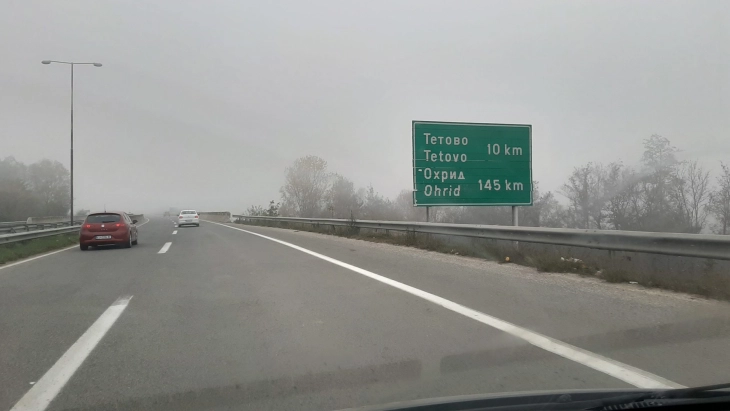 Тетово
Tetovo 10 km
Охрид
Ohrid 145 km